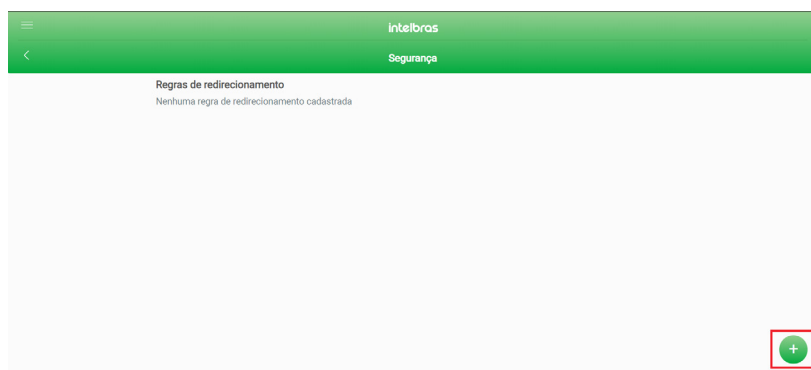 intelbras
Segurança
Regras de redirecionamento
Nenhuma regra de redirecionamento cadastrada
+